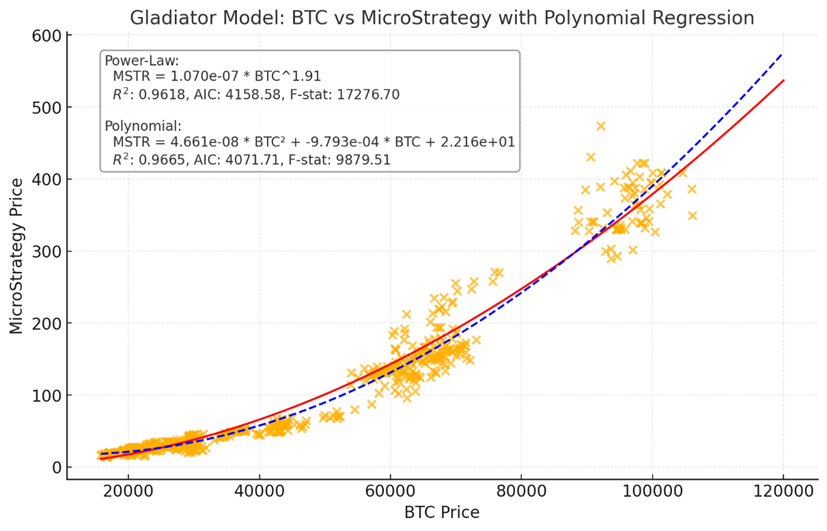 Gladiator Model: BTC vs MicroStrategy with Polynomial Regression
600
500
400
300
200
100
0
MicroStrategy Price
Power-Law:
MSTR = 1.070e-07 * BTC^1.91
R²: 0.9618, AIC: 4158.58, F-stat: 17276.70
Polynomial:
MSTR = 4.661e-08 * BTC² + -9.793e-04 * BTC + 2.216e+01
R²: 0.9665, AIC: 4071.71, F-stat: 9879.51
20000 40000 60000 80000 100000 120000
BTC Price